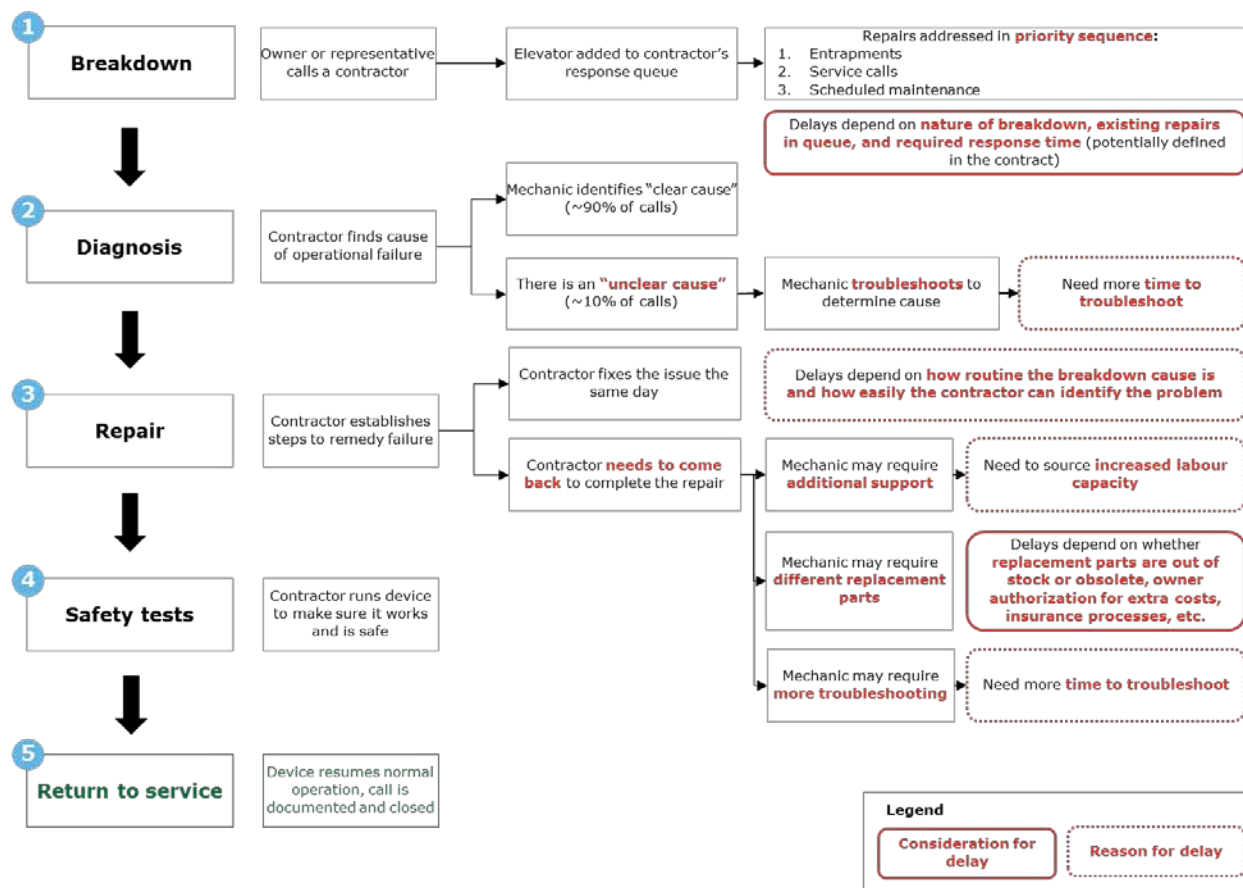 1
Breakdown
Owner or representative
calls a contractor
Elevator added to contractor's
response queue
Repairs addressed in priority sequence:
1. Entrapments
2. Service calls
3. Scheduled maintenance
Delays depend on nature of breakdown, existing repairs
in queue, and required response time (potentially defined
in the contract)
2
Diagnosis
Contractor finds cause
of operational failure
Mechanic identifies “clear cause”
(~90% of calls)
There is an “unclear cause”
(~10% of calls)
Mechanic troubleshoots to
determine cause
Need more time to
troubleshoot
3
Repair
Contractor establishes
steps to remedy failure
Contractor fixes the issue the
same day
Delays depend on how routine the breakdown cause is
and how easily the contractor can identify the problem
Contractor needs to come
back to complete the repair
Mechanic may require
additional support
Need to source increased labour
capacity
Mechanic may require
different replacement
parts
Delays depend on whether
replacement parts are out of
stock or obsolete, owner
authorization for extra costs,
insurance processes, etc.
Mechanic may require
more troubleshooting
Need more time to troubleshoot
4
Safety tests
Contractor runs device
to make sure it works
and is safe
5
Return to service
Device resumes normal
operation, call is
documented and closed
Legend
Consideration for
delay
Reason for delay